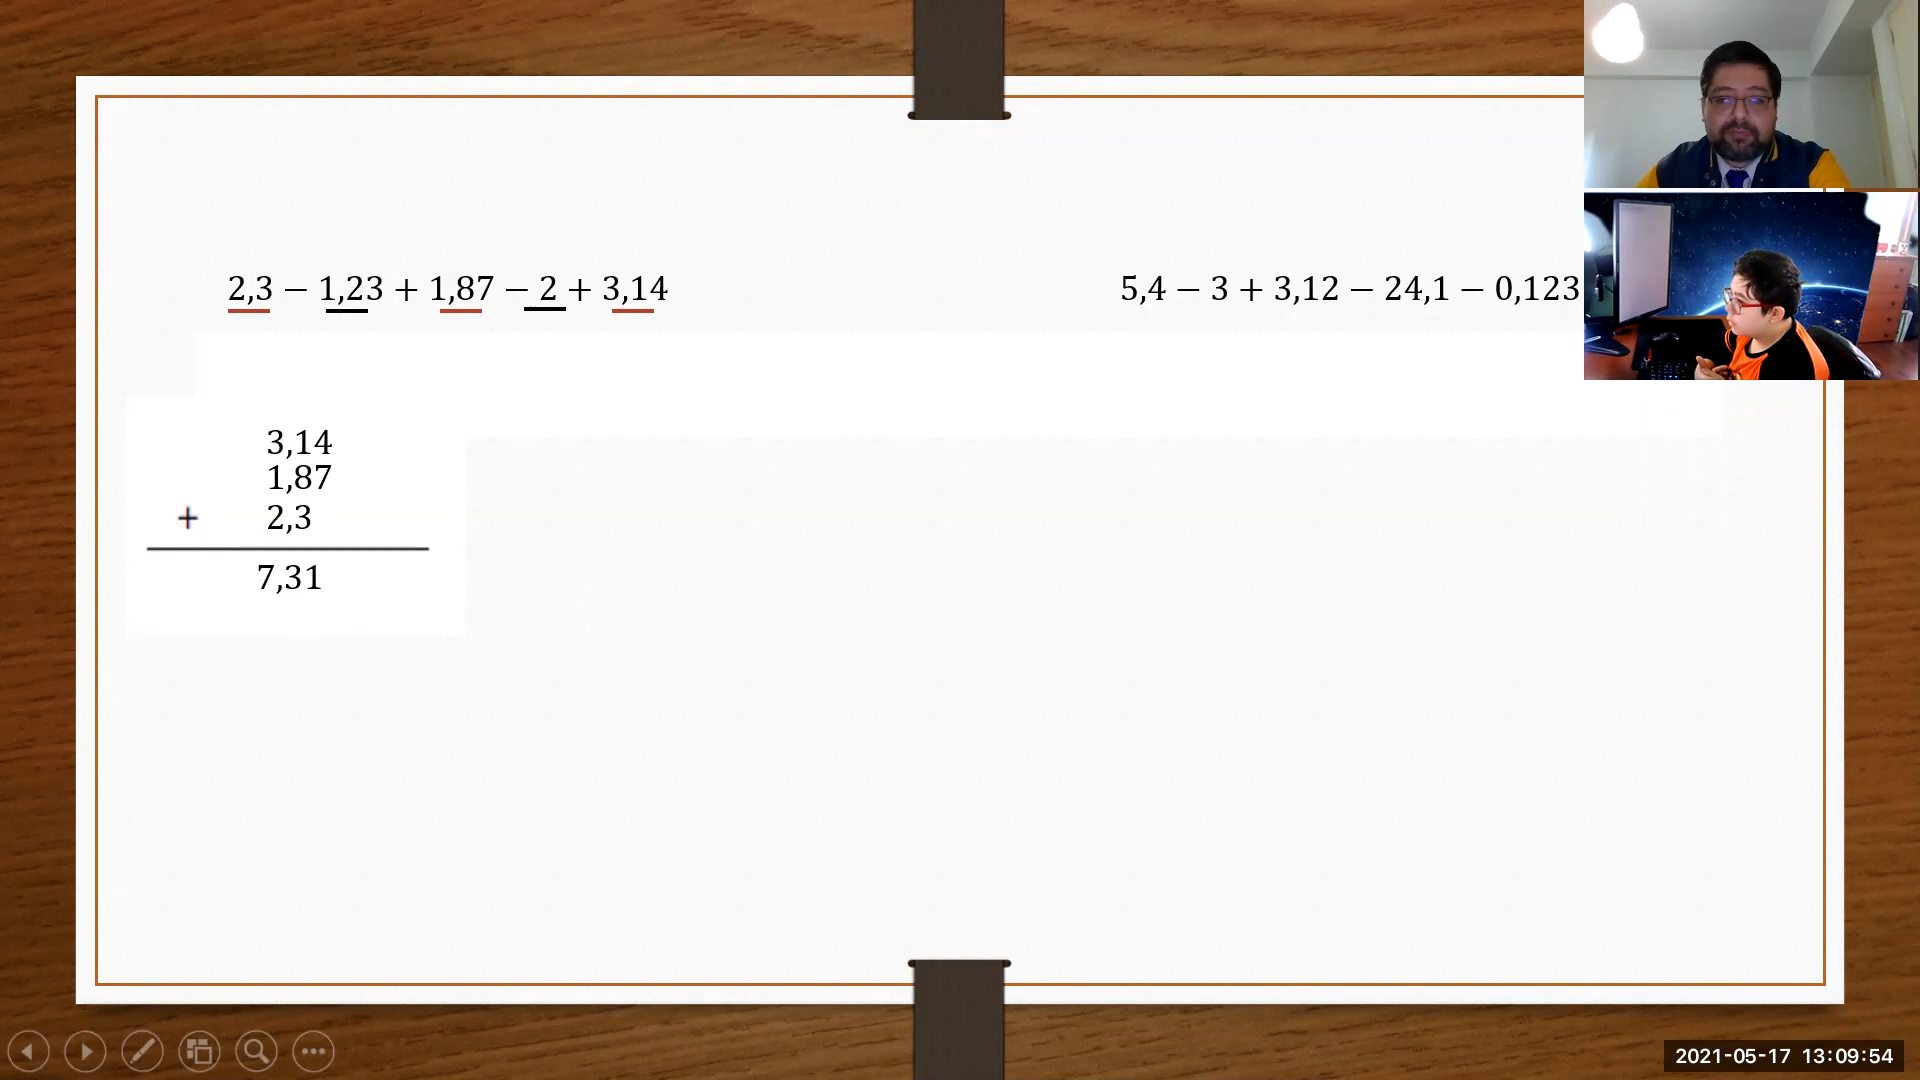 2,3 − 1,23 + 1,87 − 2 + 3,14
5,4 − 3 + 3,12 − 24,1 − 0,123
3,14
1,87
+ 2,3
7,31
2021-05-17 13:09:54